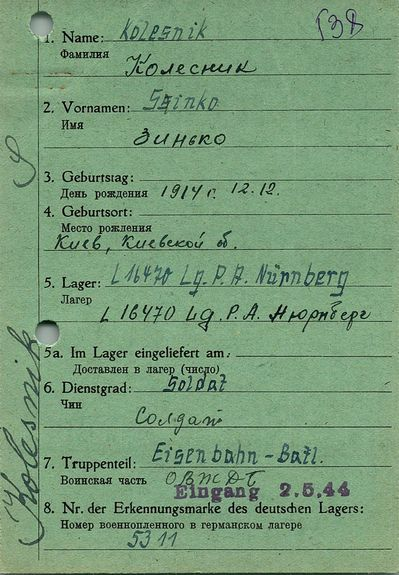 538
1. Name: Kolesnik
Фамилия
Колесник
2. Vornamen: Sinko
Имя
Зинько
3. Geburtstag:
День рождения 1914 г. 12.12.
4. Geburtsort:
Место рождения
Киев, Киевской об.
5. Lager: L 16470 Lg. P. A. Nürnberg
Лагер
L 16470 Lg. P. A. Нюрнберг
5a. Im Lager eingeliefert am:
Доставлен в лагер (число)
6. Dienstgrad: Soldat
Чин
Солдат
7. Truppenteil: Eisenbahn-Batl.
Воинская часть ОВЖДБ
Eingang 2.5.44
8. Nr. der Erkennungsmarke des deutschen Lagers:
Номер военнопленного в германском лагере
5311
Kolesnik S